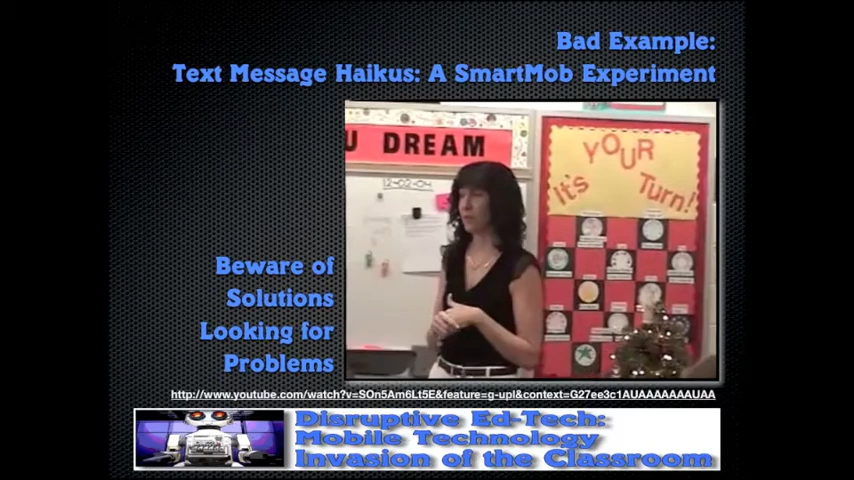 Bad Example:
Text Message Haikus: A SmartMob Experiment
U DREAM
12-02-04
It's YOUR Turn!
Beware of
Solutions
Looking for
Problems
http://www.youtube.com/watch?v=SOn5Am6Lt5E&feature=g-upl&context=G27ee3c1AUAAAAAAAUAA
Disruptive Ed-Tech:
Mobile Technology
Invasion of the Classroom